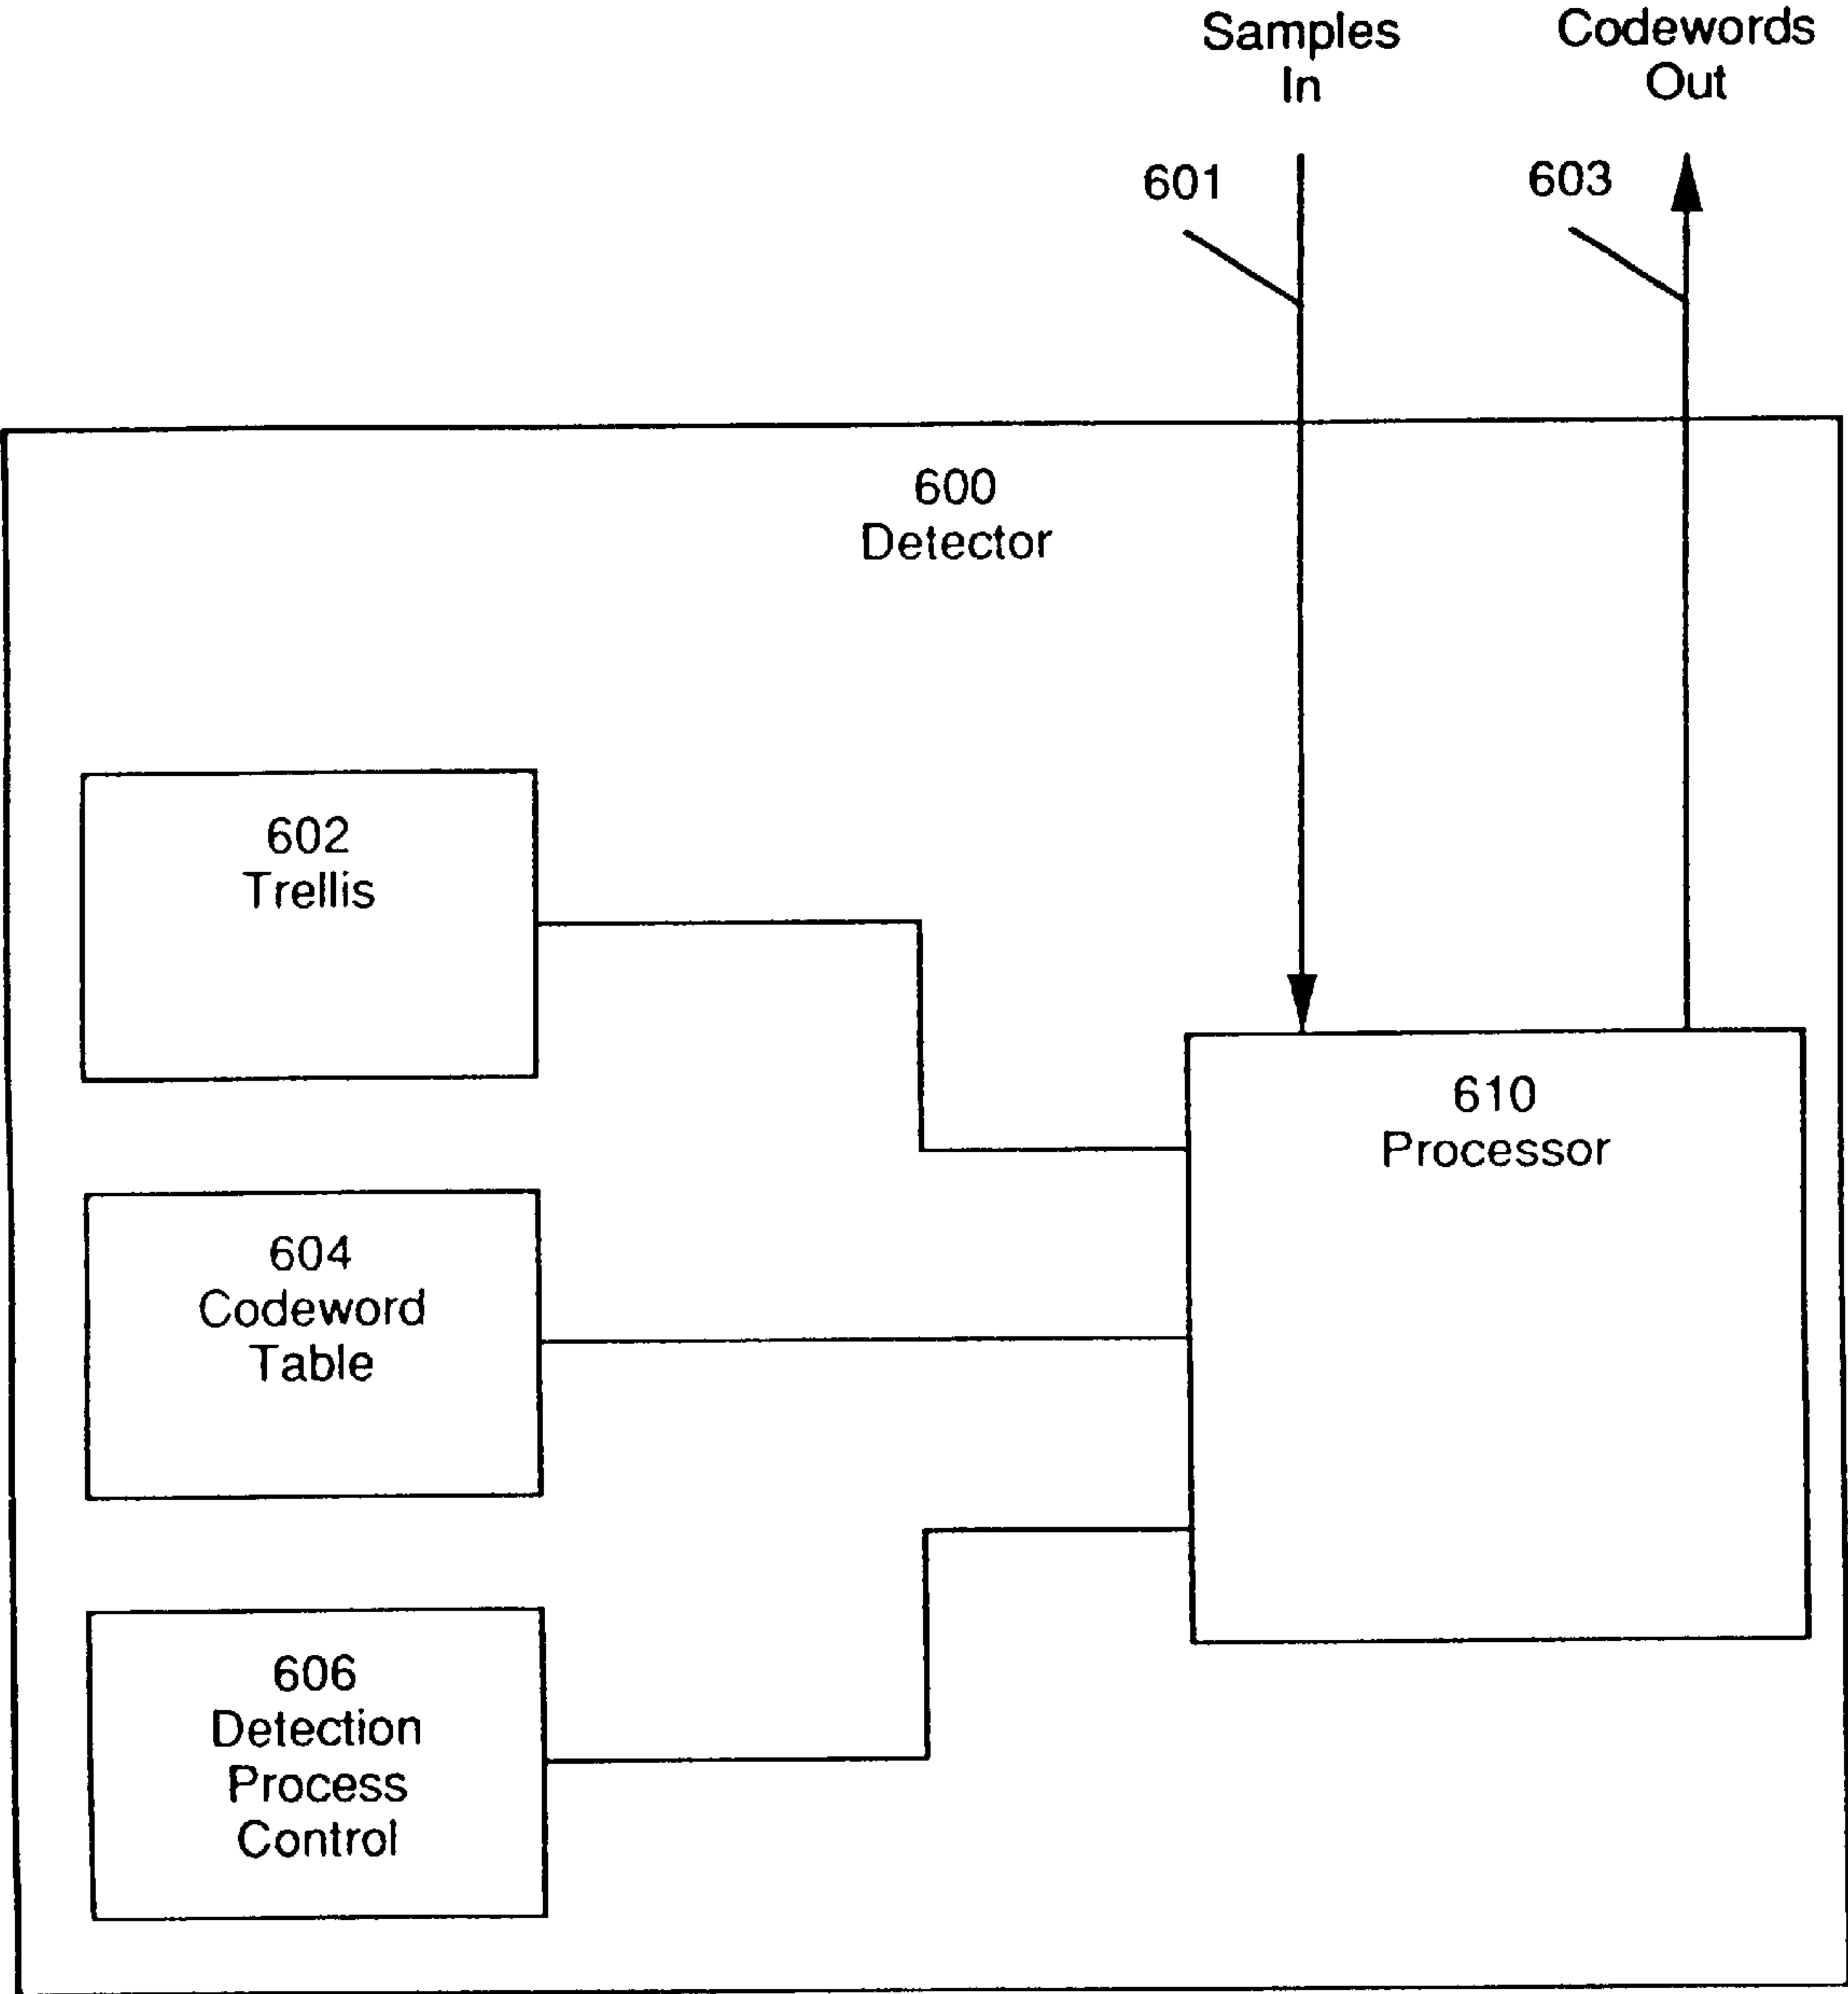 Samples
In
Codewords
Out
601
603
600
Detector
602
Trellis
610
Processor
604
Codeword
Table
606
Detection
Process
Control